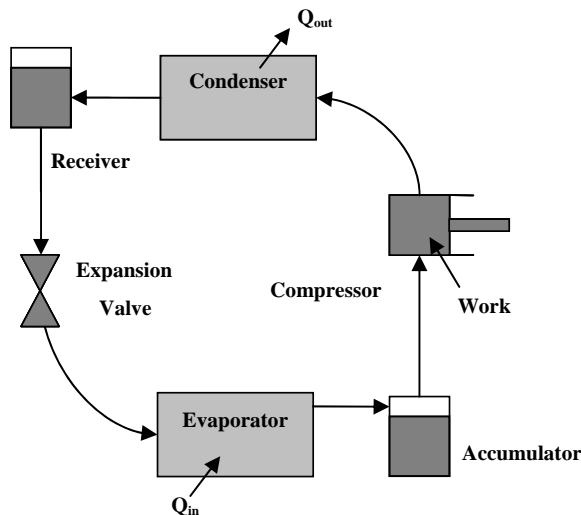 Qout
Condenser
Receiver
Expansion
Valve
Compressor
Work
Evaporator
Accumulator
Qin